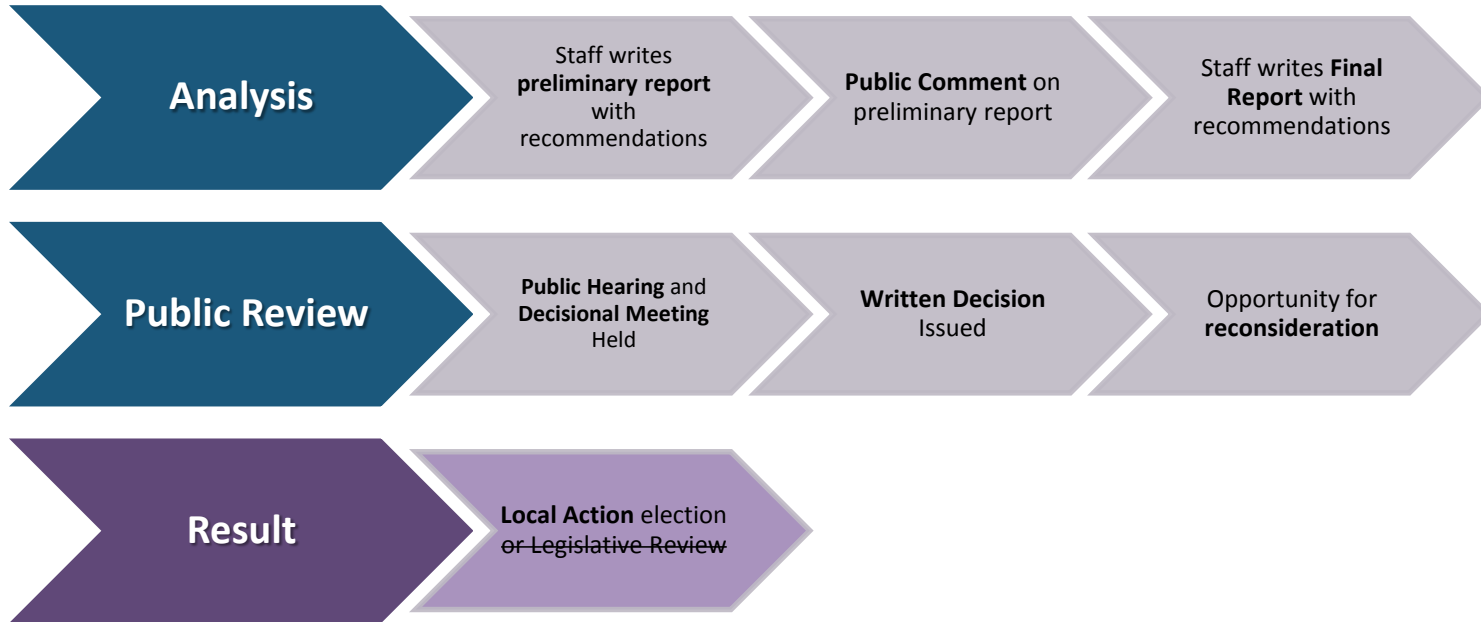 Analysis
Staff writes
preliminary report
with
recommendations
Public Comment on
preliminary report
Staff writes Final
Report with
recommendations
Public Review
Public Hearing and
Decisional Meeting
Held
Written Decision
Issued
Opportunity for
reconsideration
Result
Local Action election
or Legislative Review